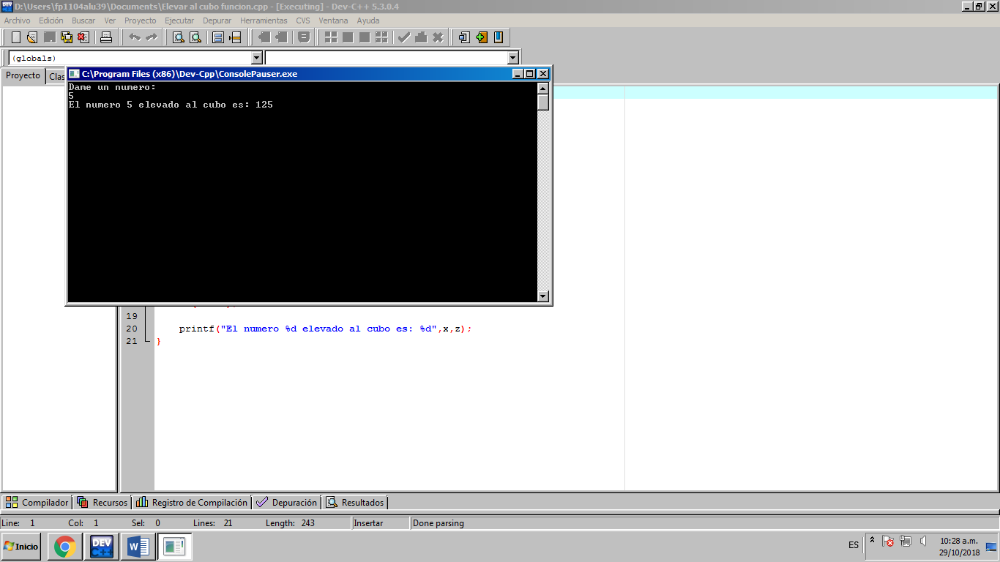 D:\Users\fp1104alu39\Documents\Elevar al cubo funcion.cpp - [Executing] - Dev-C++ 5.3.0.4
Archivo Edición Buscar Ver Proyecto Ejecutar Depurar Herramientas CVS Ventana Ayuda
(globals)
Proyecto Clas
C:\Program Files (x86)\Dev-Cpp\ConsolePauser.exe
Dame un numero:
5
El numero 5 elevado al cubo es: 125
19
20 printf("El numero %d elevado al cubo es: %d",x,z);
21 }
Compilador Recursos Registro de Compilación Depuración Resultados
Line: 1 Col: 1 Sel: 0 Lines: 21 Length: 243 Insertar Done parsing
Inicio DEV C++ W ES 10:28 a.m.
29/10/2018